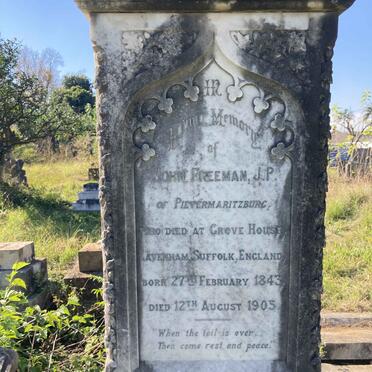 IN
Loving Memory
of
JOHN FREEMAN, J.P.
OF PIETERMARITZBURG,
WHO DIED AT GROVE HOUSE
LAVENHAM, SUFFOLK, ENGLAND
BORN 27TH FEBRUARY 1843,
DIED 12TH AUGUST 1905.
When the toil is over...
Then come rest and peace.